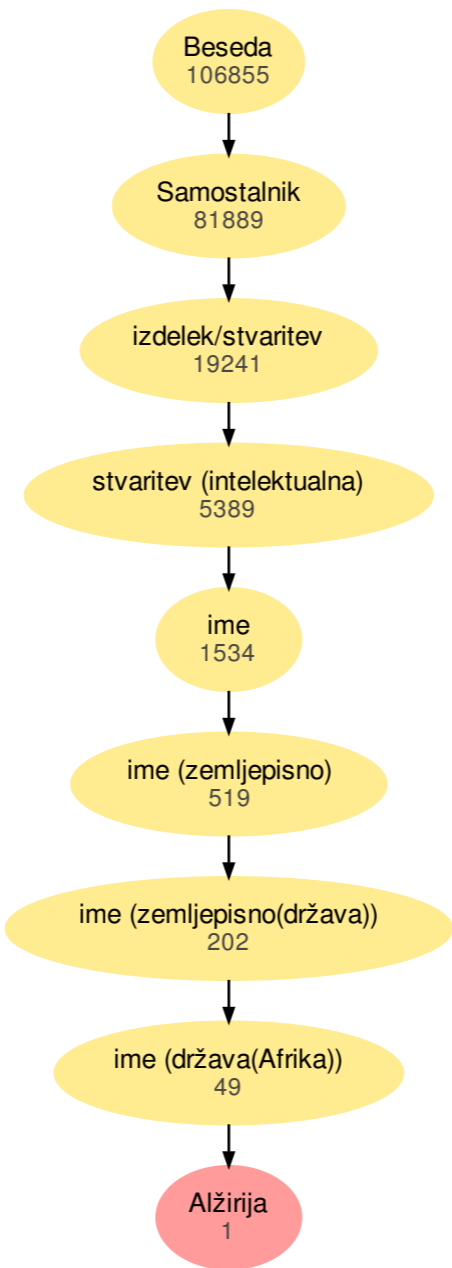 Beseda
106855
Samostalnik
81889
izdelek/stvaritev
19241
stvaritev (intelektualna)
5389
ime
1534
ime (zemljepisno)
519
ime (zemljepisno(država))
202
ime (država(Afrika))
49
Alžirija
1